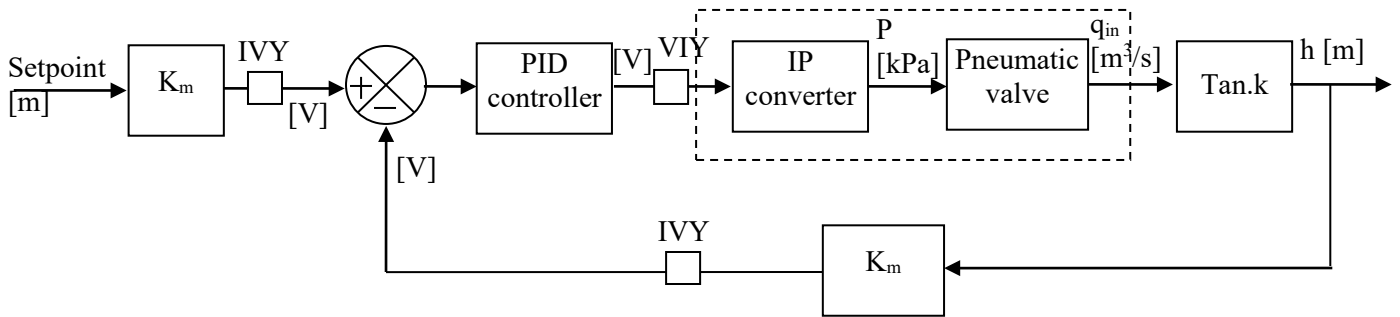 Setpoint
[m]
Kₘ
IVY
[V]
+
−
PID
controller
[V]
VIY
IP
converter
P
[kPa]
Pneumatic
valve
qᵢₙ
[m³/s]
Tan.k
h [m]
[V]
IVY
Kₘ